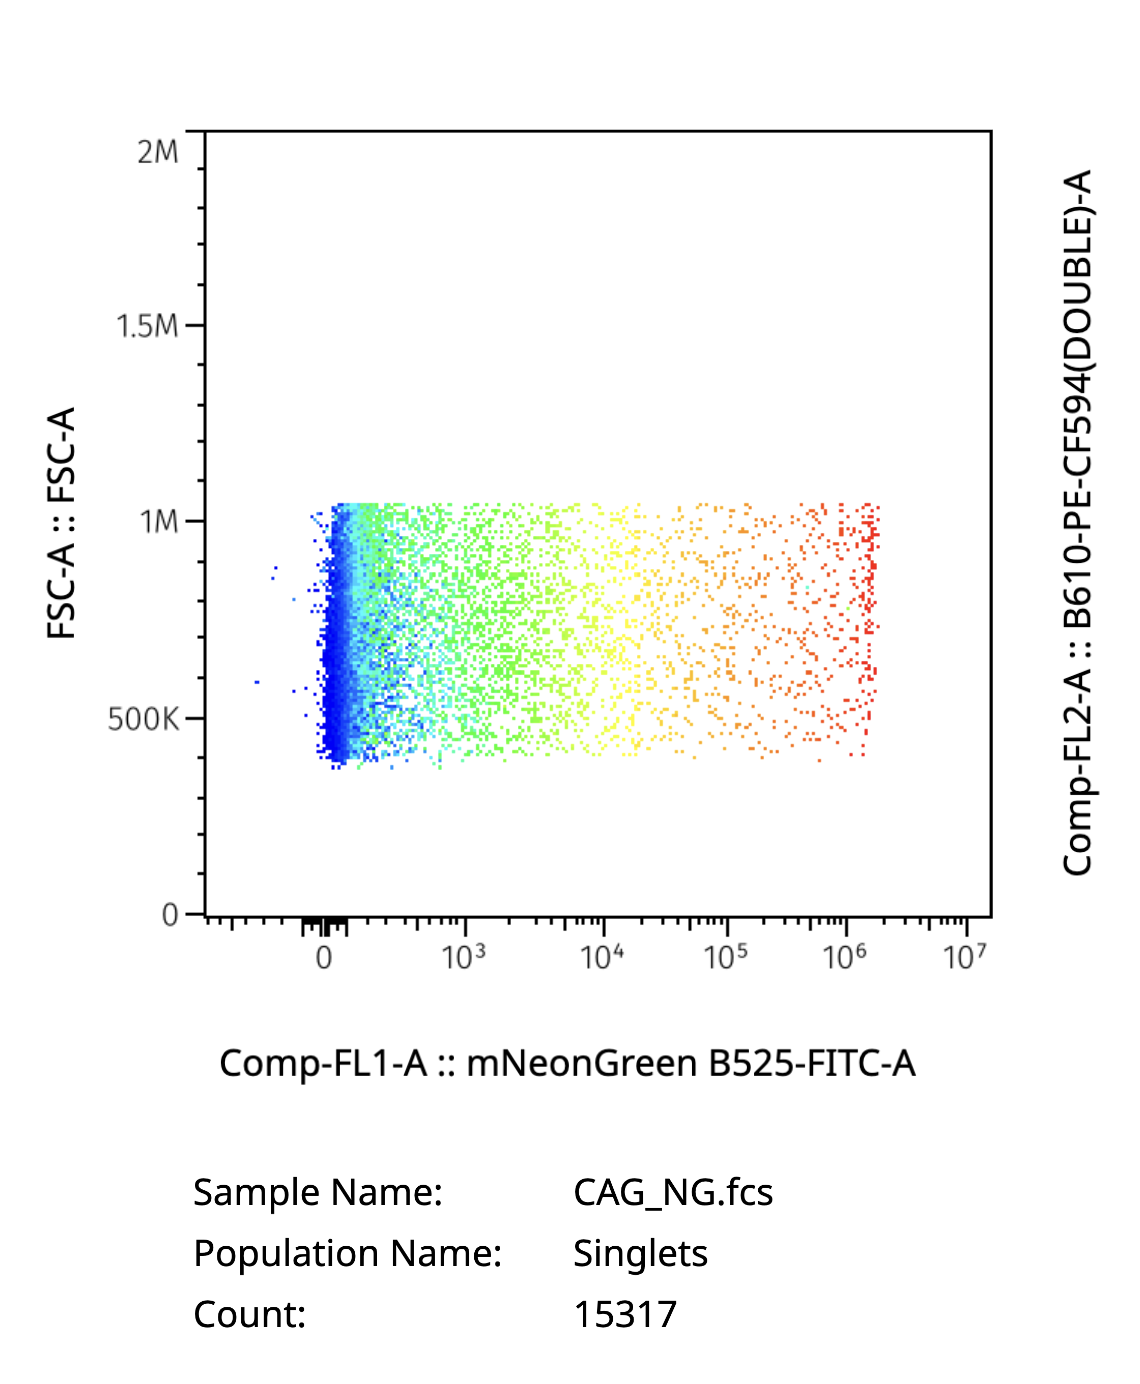 2M
1.5M
1M
500K
0
FSC-A :: FSC-A
Comp-FL2-A :: B610-PE-CF594(DOUBLE)-A
0 10³ 10⁴ 10⁵ 10⁶ 10⁷
Comp-FL1-A :: mNeonGreen B525-FITC-A
Sample Name: CAG_NG.fcs
Population Name: Singlets
Count: 15317